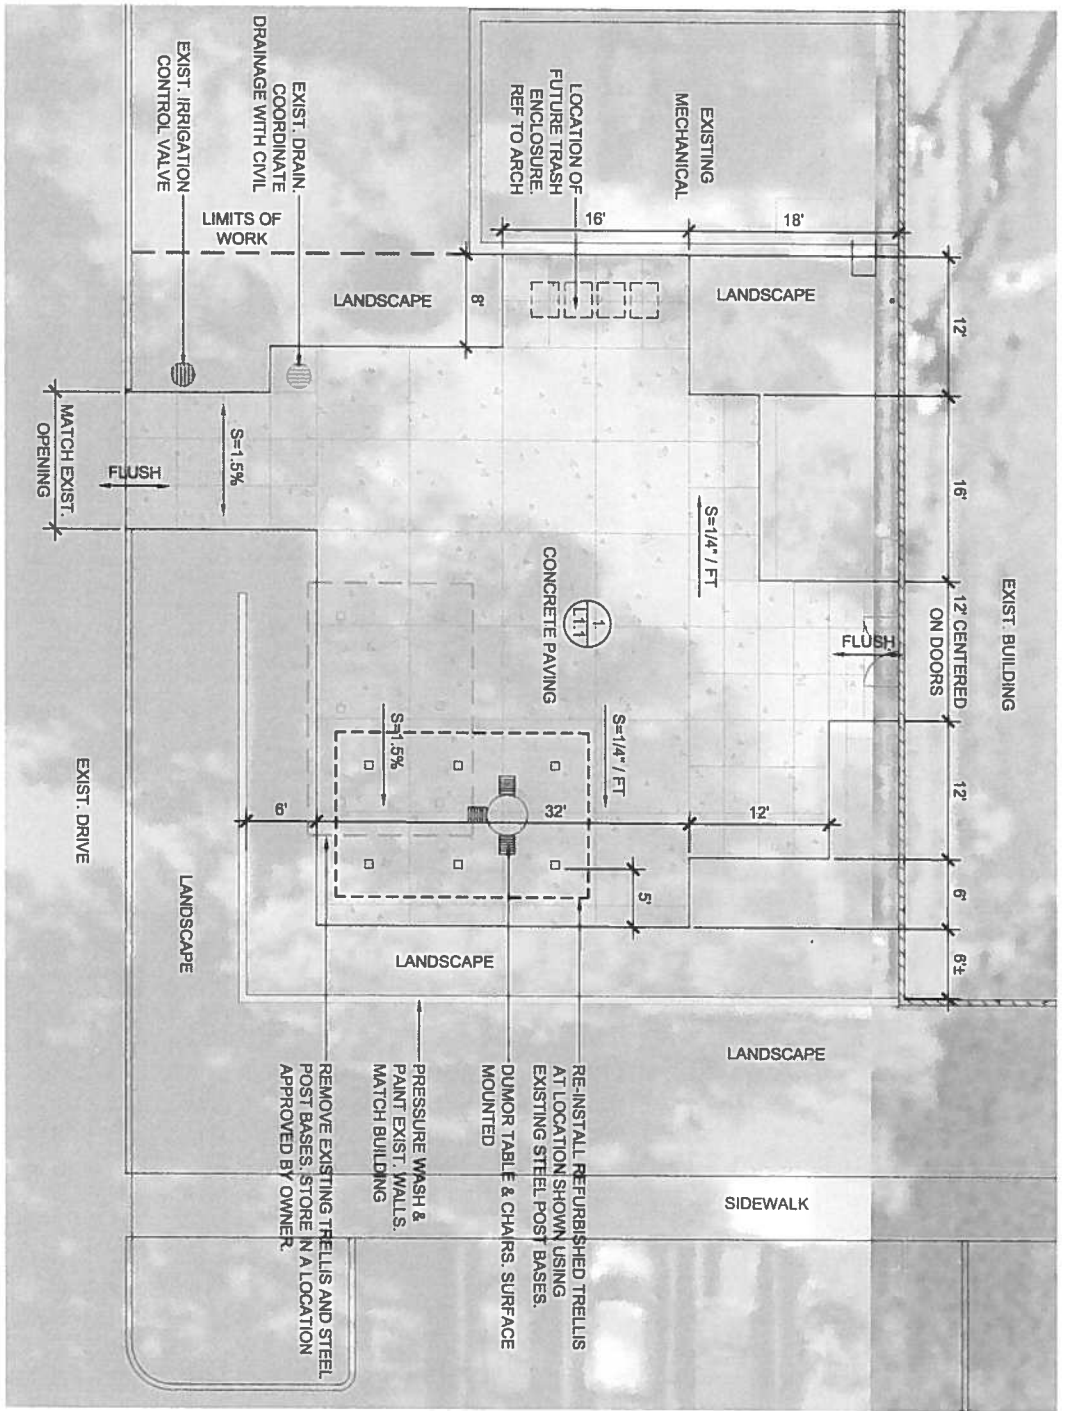 EXIST. BUILDING
12'
16'
12' CENTERED
ON DOORS
12'
6'
6'±
FLUSH
18'
16'
EXISTING
MECHANICAL
LOCATION OF
FUTURE TRASH
ENCLOSURE.
REF TO ARCH
LANDSCAPE
S=1/4" / FT
12'
LANDSCAPE
SIDEWALK
1
L1.1
CONCRETE PAVING
S=1/4" / FT
32'
5'
RE-INSTALL REFURBISHED TRELLIS
AT LOCATION SHOWN USING
EXISTING STEEL POST BASES.
DUMOR TABLE & CHAIRS. SURFACE
MOUNTED
8'
LANDSCAPE
LANDSCAPE
PRESSURE WASH &
PAINT EXIST. WALLS.
MATCH BUILDING
S=1.5%
REMOVE EXISTING TRELLIS AND STEEL
POST BASES. STORE IN A LOCATION
APPROVED BY OWNER.
6'
EXIST. DRAIN.
COORDINATE
DRAINAGE WITH CIVIL
LIMITS OF
WORK
S=1.5%
EXIST. IRRIGATION
CONTROL VALVE
LANDSCAPE
FLUSH
MATCH EXIST.
OPENING
EXIST. DRIVE